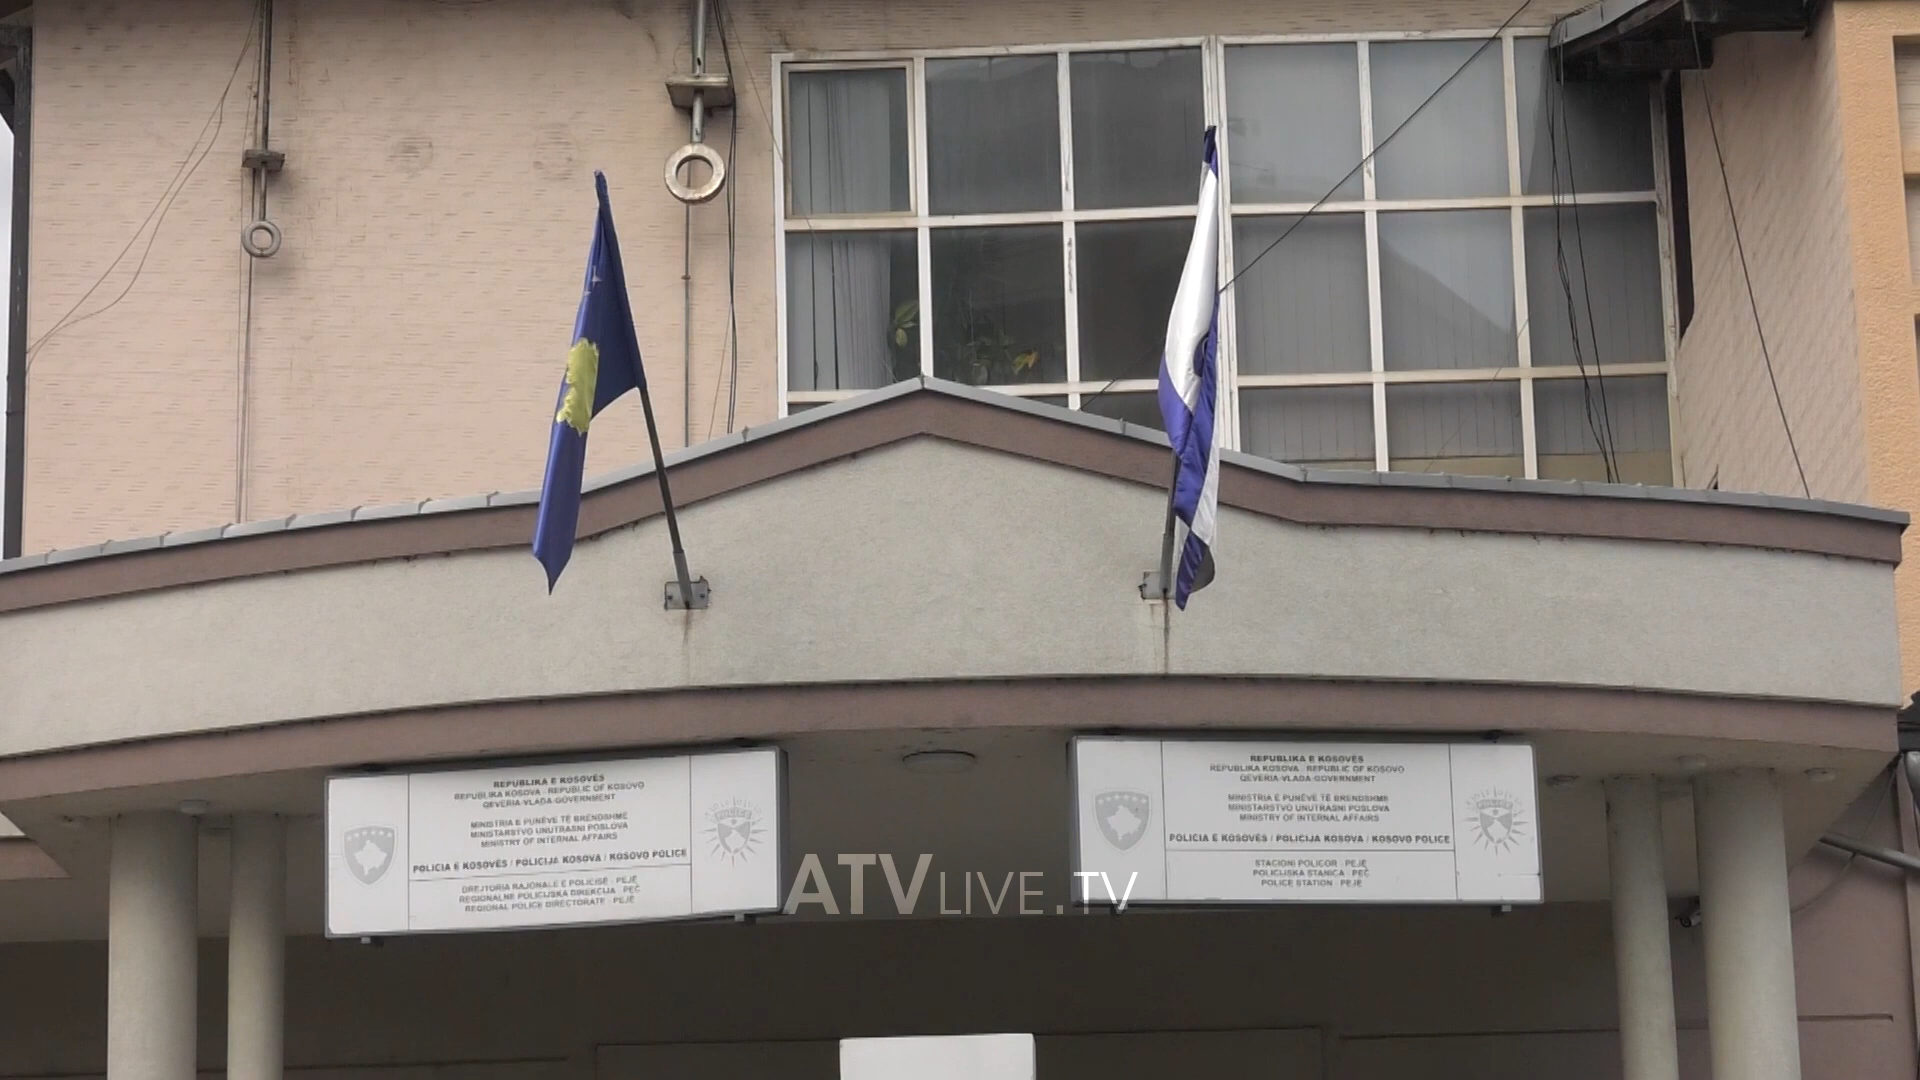 REPUBLIKA E KOSOVËS
REPUBLIKA KOSOVA - REPUBLIC OF KOSOVO
QEVERIA-VLADA-GOVERNMENT
MINISTRIA E PUNËVE TË BRENDSHME
MINISTARSTVO UNUTRASNJI POSLOVA
MINISTRY OF INTERNAL AFFAIRS
POLICIA E KOSOVËS / POLICIJA KOSOVA / KOSOVO POLICE
DREJTORIA RAJONALE E POLICISË - PEJË
REGIONALNE POLICIJSKA DIREKCIJA - PEĆ
REGIONAL POLICE DIRECTORATE - PEJË
POLICE
REPUBLIKA E KOSOVËS
REPUBLIKA KOSOVA - REPUBLIC OF KOSOVO
QEVERIA-VLADA-GOVERNMENT
MINISTRIA E PUNËVE TË BRENDSHME
MINISTARSTVO UNUTRASNI POSLOVA
MINISTRY OF INTERNAL AFFAIRS
POLICIA E KOSOVËS / POLICIJA KOSOVA / KOSOVO POLICE
STACIONI POLICOR - PEJË
POLICIJSKA STANICA - PEĆ
POLICE STATION - PEJË
POLICE
ATVLIVE.TV